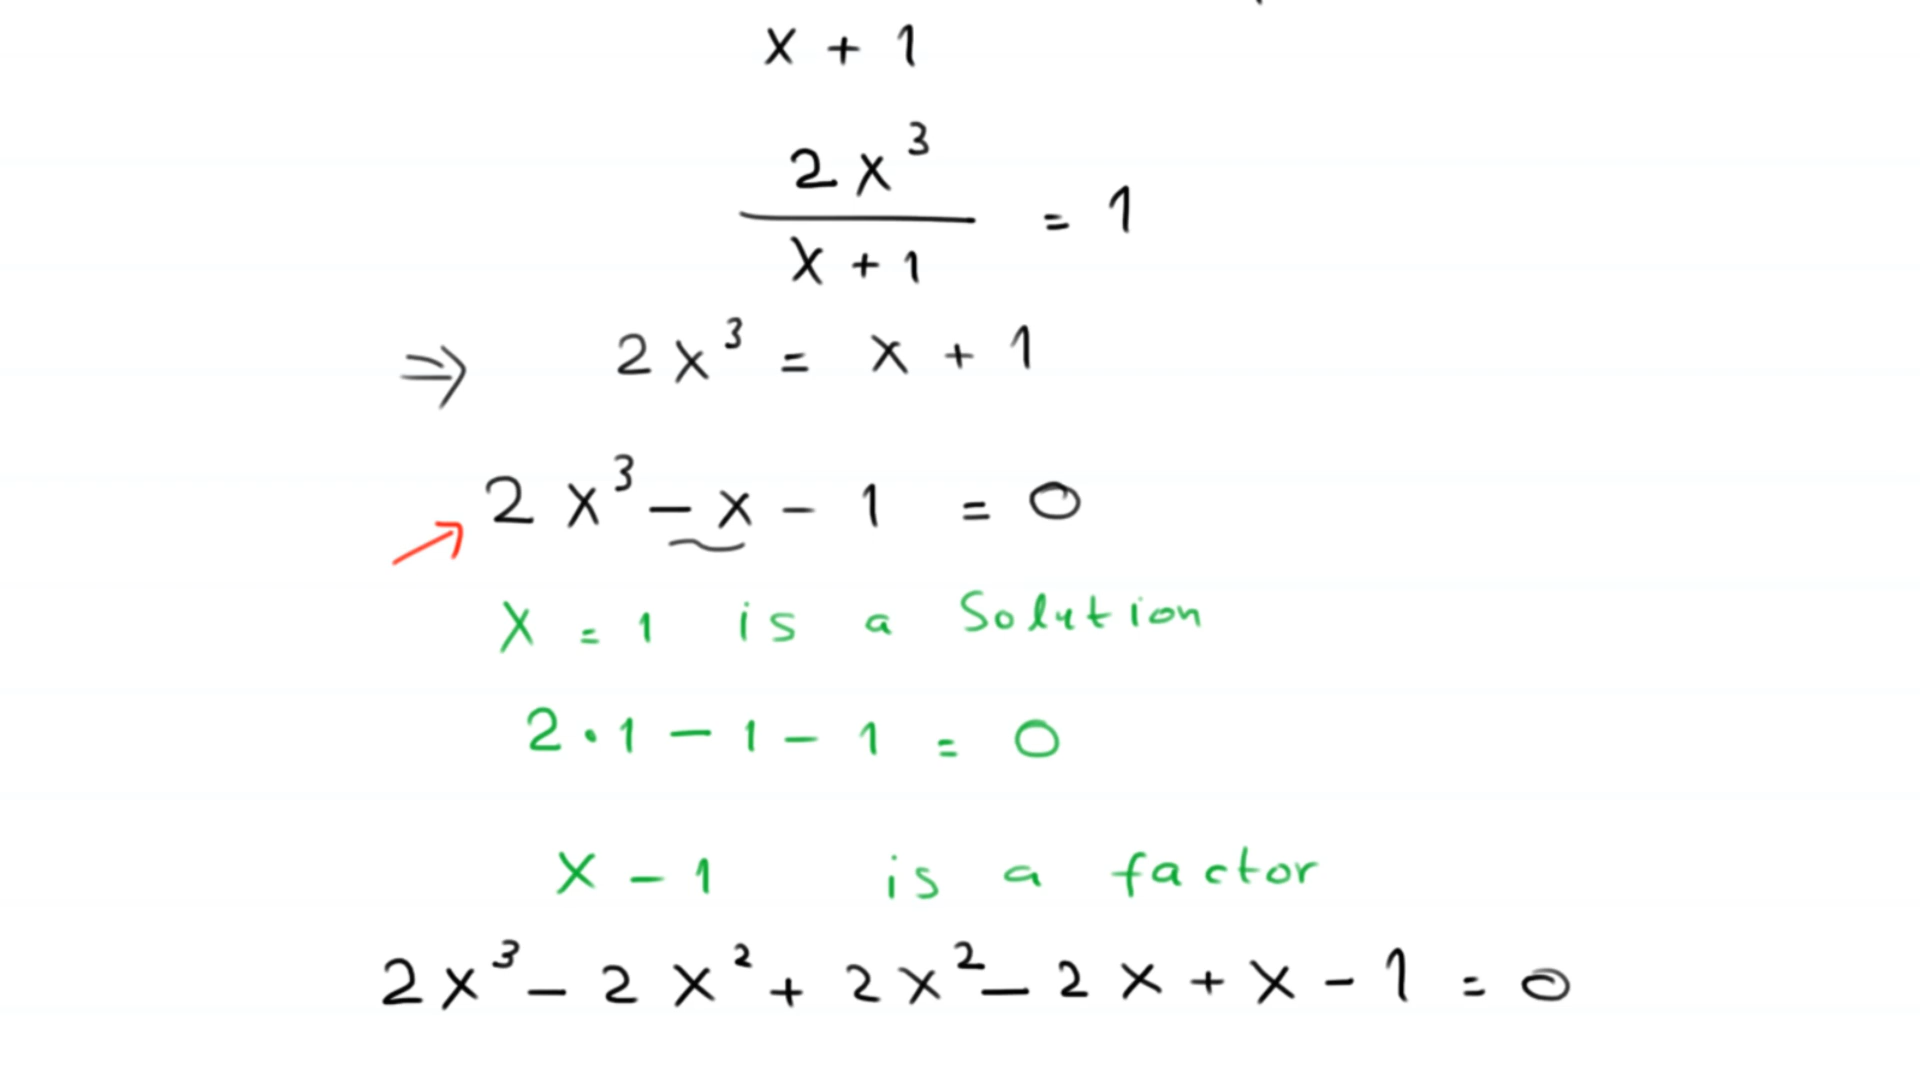 x + 1
2x³
= 1
x + 1
⇒ 2x³ = x + 1
2x³ - x - 1 = 0
x = 1 is a solution
2 · 1 - 1 - 1 = 0
x - 1 is a factor
2x³ - 2x² + 2x² - 2x + x - 1 = 0